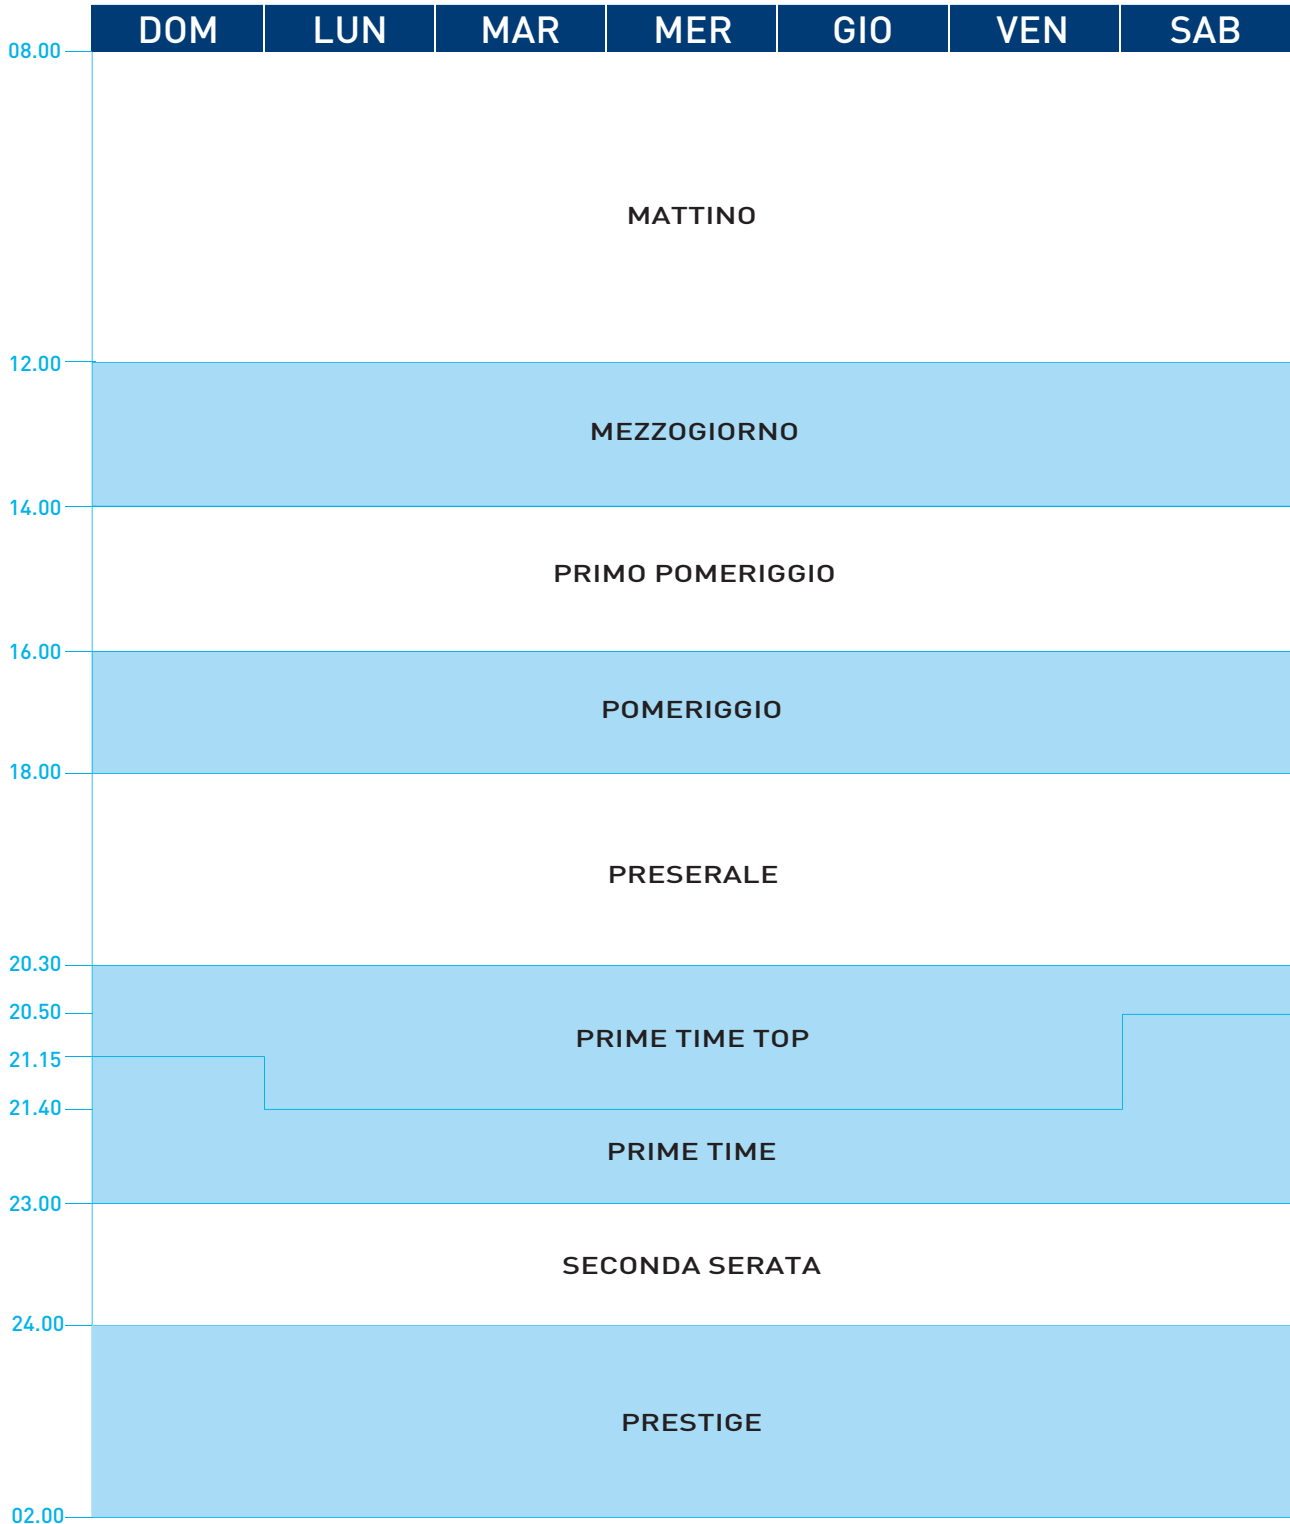 DOM LUN MAR MER GIO VEN SAB
08.00
MATTINO
12.00
MEZZOGIORNO
14.00
PRIMO POMERIGGIO
16.00
POMERIGGIO
18.00
PRESERALE
20.30
20.50
PRIME TIME TOP
21.15
21.40
PRIME TIME
23.00
SECONDA SERATA
24.00
PRESTIGE
02.00